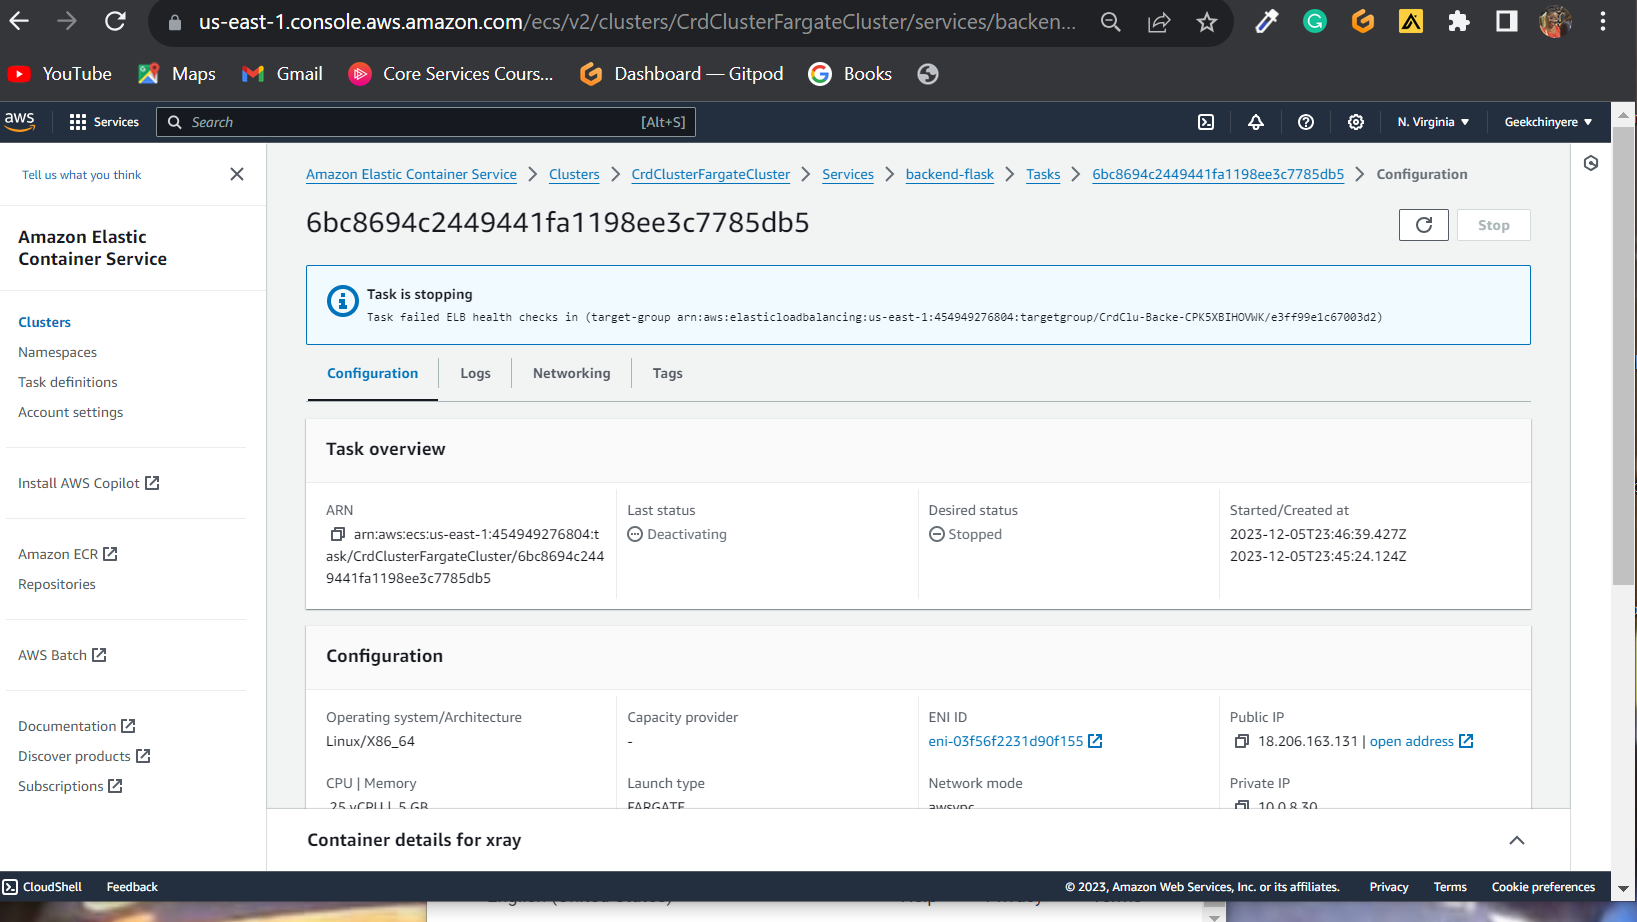 us-east-1.console.aws.amazon.com/ecs/v2/clusters/CrdClusterFargateCluster/services/backen...
YouTube
Maps
Gmail
Core Services Cours...
Dashboard — Gitpod
Books
aws
Services
Search
[Alt+S]
N. Virginia
Geekchinyere
Tell us what you think
Amazon Elastic Container Service
Clusters
CrdClusterFargateCluster
Services
backend-flask
Tasks
6bc8694c2449441fa1198ee3c7785db5
Configuration
6bc8694c2449441fa1198ee3c7785db5
Stop
Amazon Elastic
Container Service
Clusters
Namespaces
Task definitions
Account settings
Install AWS Copilot
Amazon ECR
Repositories
AWS Batch
Documentation
Discover products
Subscriptions
Task is stopping
Task failed ELB health checks in (target-group arn:aws:elasticloadbalancing:us-east-1:454949276804:targetgroup/CrdClu-Backe-CPK5XBIHOVWK/e3ff99e1c67003d2)
Configuration
Logs
Networking
Tags
Task overview
ARN
arn:aws:ecs:us-east-1:454949276804:t
ask/CrdClusterFargateCluster/6bc8694c244
9441fa1198ee3c7785db5
Last status
Deactivating
Desired status
Stopped
Started/Created at
2023-12-05T23:46:39.427Z
2023-12-05T23:45:24.124Z
Configuration
Operating system/Architecture
Linux/X86_64
Capacity provider
-
ENI ID
eni-03f56f2231d90f155
Public IP
18.206.163.131 | open address
CPU | Memory
.25 vCPU | .5 GB
Launch type
FARGATE
Network mode
awsvpc
Private IP
10.0.8.30
Container details for xray
CloudShell
Feedback
© 2023, Amazon Web Services, Inc. or its affiliates.
Privacy
Terms
Cookie preferences